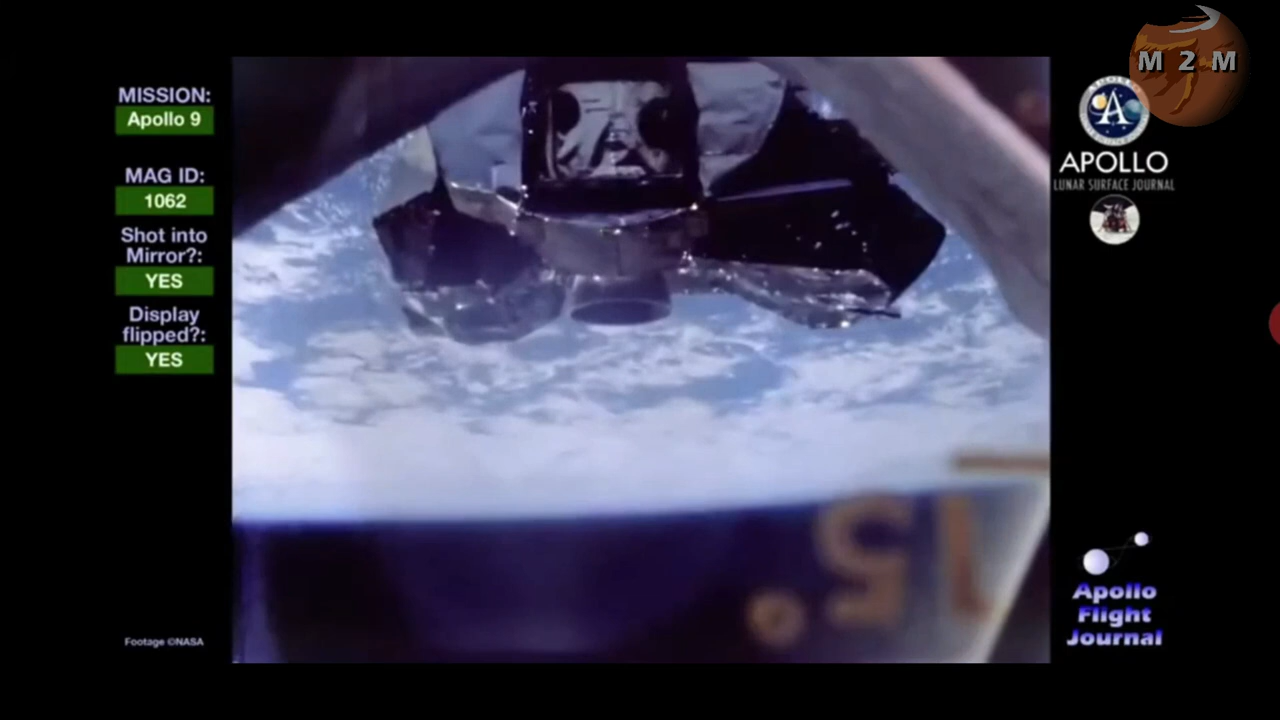 M 2 M
MISSION:
Apollo 9
MAG ID:
1062
Shot into
Mirror?:
YES
Display
flipped?:
YES
Footage ©NASA
A
APOLLO
LUNAR SURFACE JOURNAL
15°
Apollo
Flight
Journal